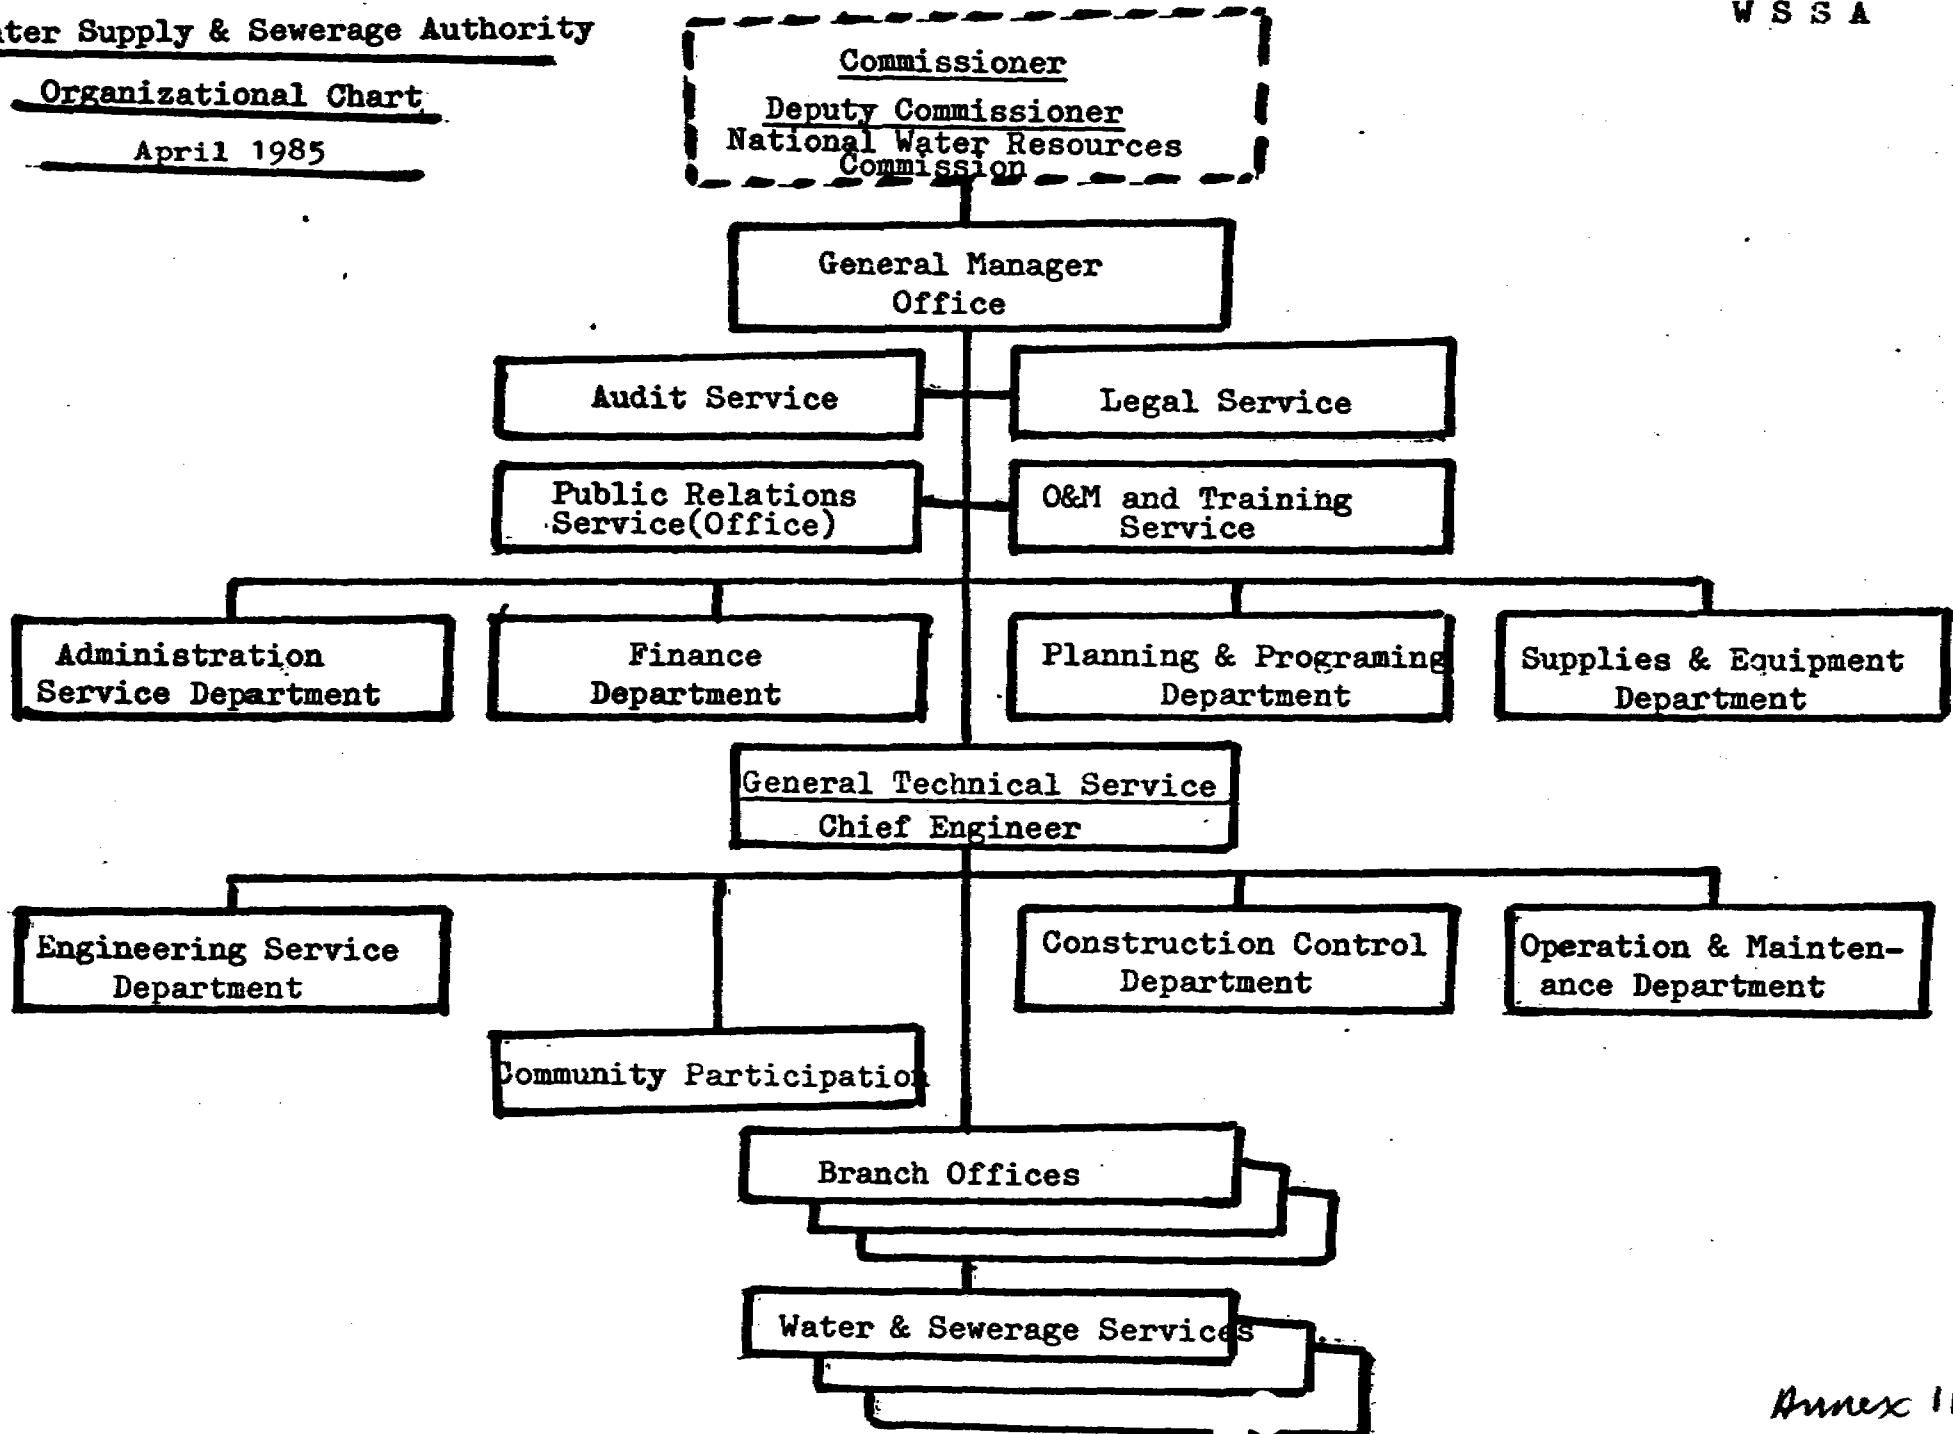 ter Supply & Sewerage Authority
Organizational Chart
April 1985
W S S A
Commissioner
Deputy Commissioner
National Water Resources
Commission
General Manager
Office
Audit Service
Legal Service
Public Relations
Service(Office)
O&M and Training
Service
Administration
Service Department
Finance
Department
Planning & Programing
Department
Supplies & Equipment
Department
General Technical Service
Chief Engineer
Engineering Service
Department
Construction Control
Department
Operation & Mainten-
ance Department
Community Participation
Branch Offices
Water & Sewerage Services
Annex